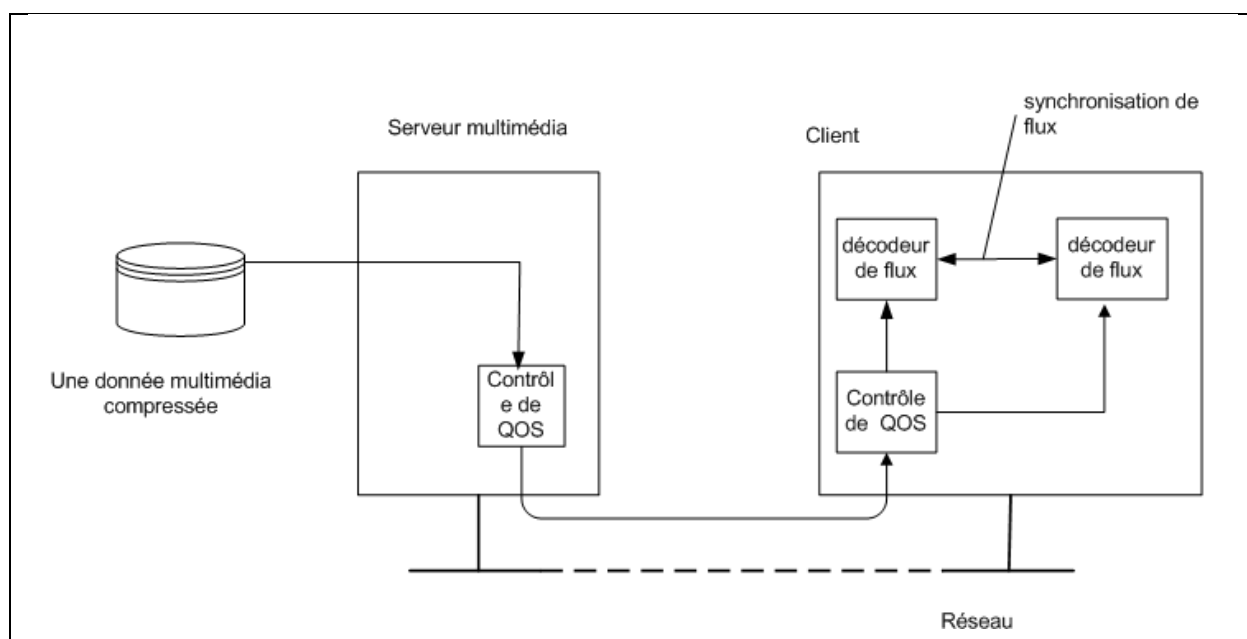 synchronisation de
flux
Serveur multimédia
Client
décodeur
de flux
décodeur
de flux
Une donnée multimédia
compressée
Contrôl
e de
QOS
Contrôle
de QOS
Réseau